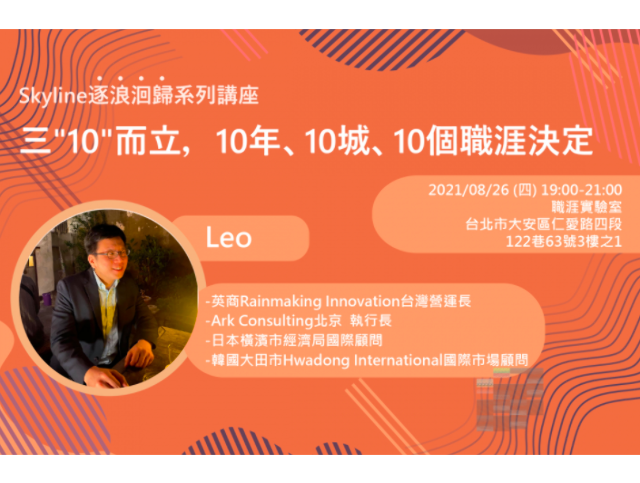 Skyline逐浪洄歸系列講座
三"10"而立，10年、10城、10個職涯決定
2021/08/26 (四) 19:00-21:00
職涯實驗室
台北市大安區仁愛路四段
122巷63號3樓之1
Leo
-英商Rainmaking Innovation台灣營運長
-Ark Consulting北京 執行長
-日本橫濱市經濟局國際顧問
-韓國大田市Hwadong International國際市場顧問